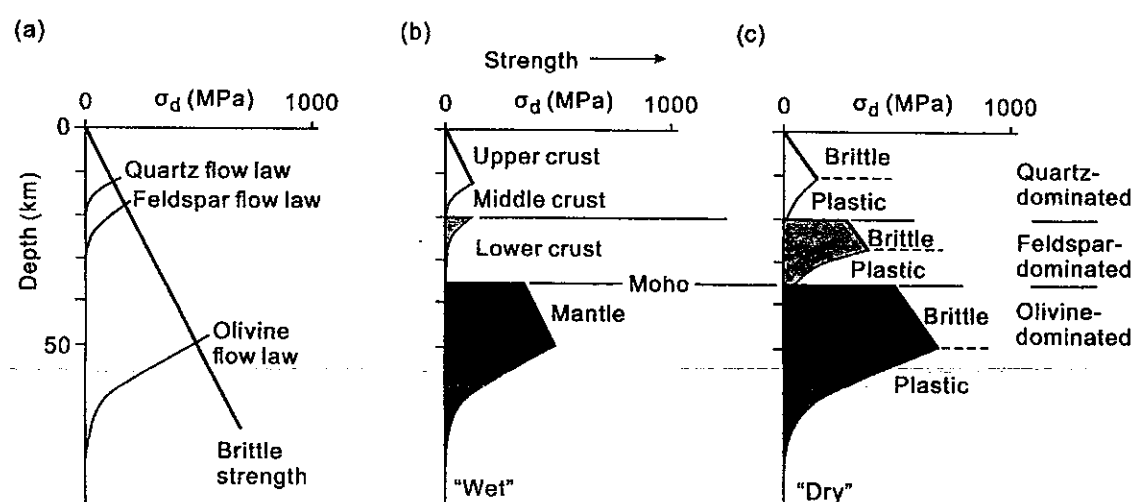 (a)
(b)
(c)
Strength
0 σd (MPa) 1000
0 σd (MPa) 1000
0 σd (MPa) 1000
0
50
Depth (km)
Quartz flow law
Feldspar flow law
Olivine
flow law
Brittle
strength
Upper crust
Middle crust
Lower crust
Moho
Mantle
"Wet"
Brittle
Plastic
Brittle
Plastic
Brittle
Plastic
"Dry"
Quartz-
dominated
Feldspar-
dominated
Olivine-
dominated